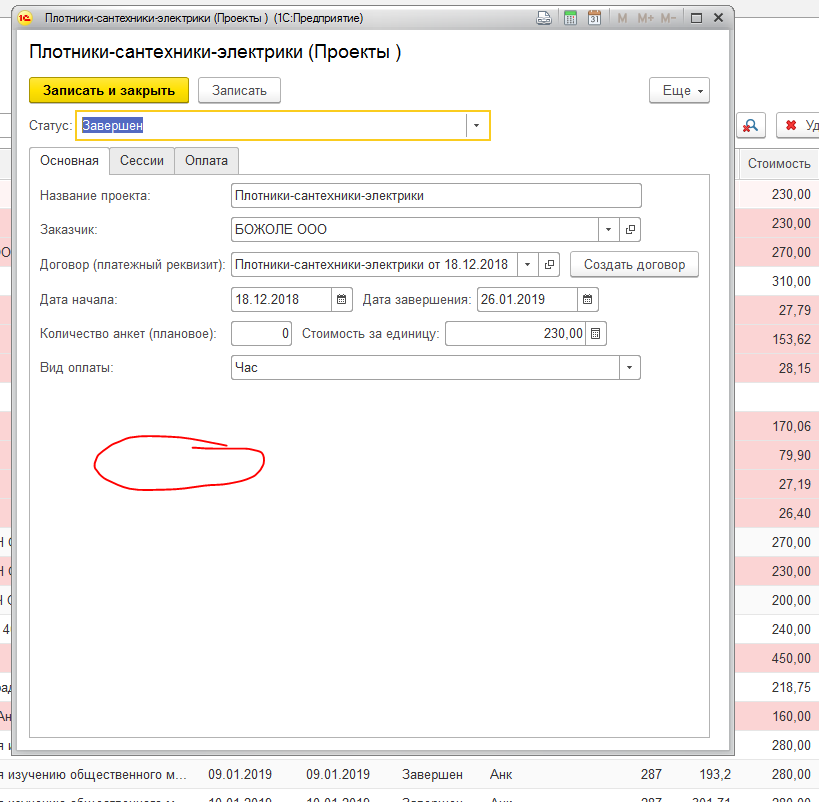 Плотники-сантехники-электрики (Проекты ) (1С:Предприятие)
M M+ M-
Плотники-сантехники-электрики (Проекты )
Записать и закрыть Записать Еще
Статус: Завершен
Уд
Основная Сессии Оплата
Стоимость
Название проекта: Плотники-сантехники-электрики
230,00
Заказчик: БОЖОЛЕ ООО
230,00
270,00
Договор (платежный реквизит): Плотники-сантехники-электрики от 18.12.2018 Создать договор
310,00
Дата начала: 18.12.2018 Дата завершения: 26.01.2019
27,79
Количество анкет (плановое): 0 Стоимость за единицу: 230,00
153,62
Вид оплаты: Час
28,15
170,06
79,90
27,19
26,40
270,00
230,00
200,00
240,00
450,00
218,75
160,00
280,00
я изучению общественного м... 09.01.2019 09.01.2019 Завершен Анк 287 193,2 280,00